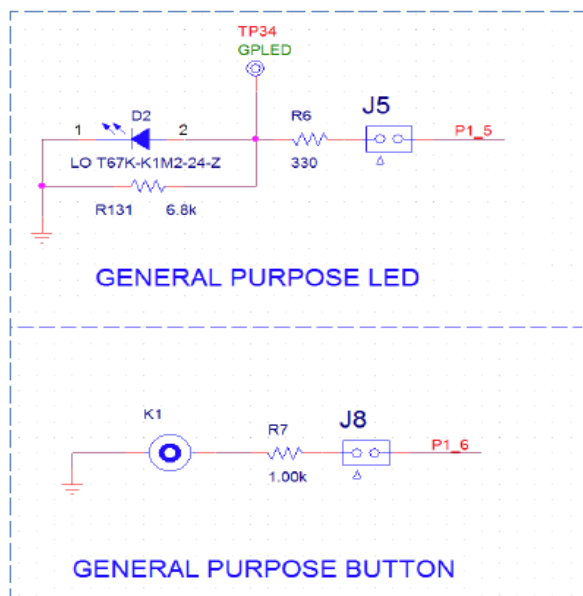 TP34
GPLED
D2
1
2
R6
J5
P1_5
LO T67K-K1M2-24-Z
330
R131
6.8k
GENERAL PURPOSE LED
K1
R7
J8
P1_6
1.00k
GENERAL PURPOSE BUTTON